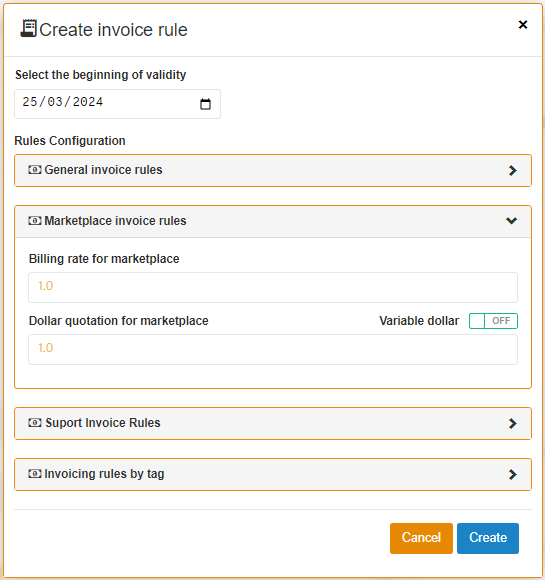 Create invoice rule
×
Select the beginning of validity
25/03/2024
Rules Configuration
General invoice rules
Marketplace invoice rules
Billing rate for marketplace
1.0
Dollar quotation for marketplace Variable dollar OFF
1.0
Suport Invoice Rules
Invoicing rules by tag
Cancel Create